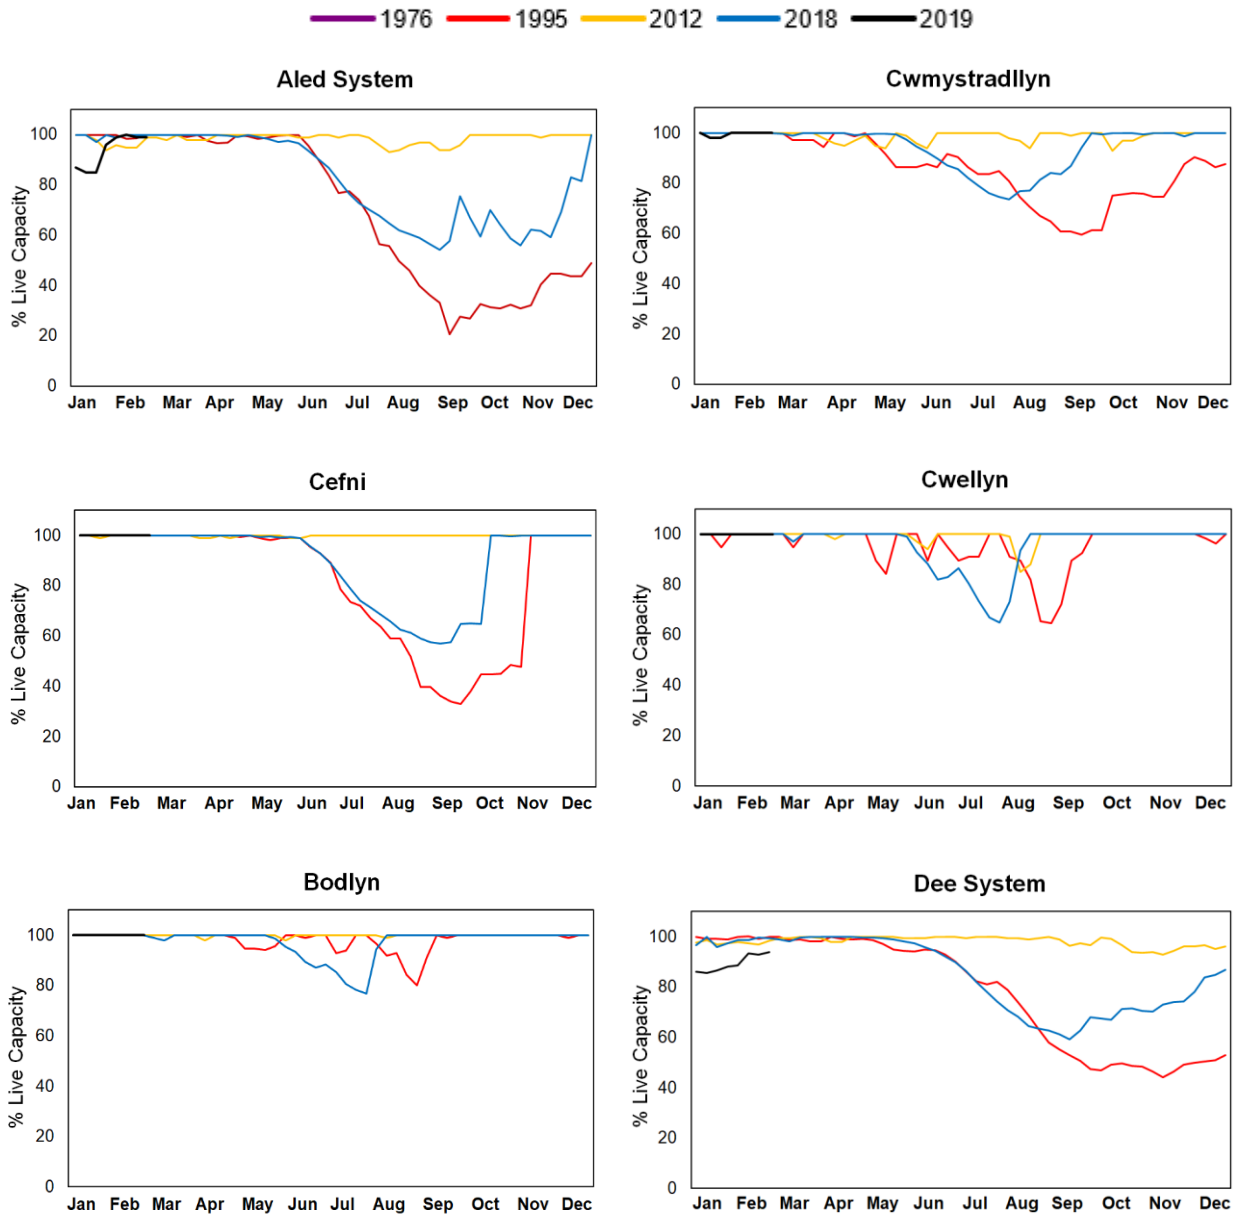 1976 1995 2012 2018 2019
Aled System
% Live Capacity
100
80
60
40
20
0
Jan Feb Mar Apr May Jun Jul Aug Sep Oct Nov Dec
Cwmystradllyn
% Live Capacity
100
80
60
40
20
0
Jan Feb Mar Apr May Jun Jul Aug Sep Oct Nov Dec
Cefni
% Live Capacity
100
80
60
40
20
0
Jan Feb Mar Apr May Jun Jul Aug Sep Oct Nov Dec
Cwellyn
% Live Capacity
100
80
60
40
20
0
Jan Feb Mar Apr May Jun Jul Aug Sep Oct Nov Dec
Bodlyn
% Live Capacity
100
80
60
40
20
0
Jan Feb Mar Apr May Jun Jul Aug Sep Oct Nov Dec
Dee System
% Live Capacity
100
80
60
40
20
0
Jan Feb Mar Apr May Jun Jul Aug Sep Oct Nov Dec